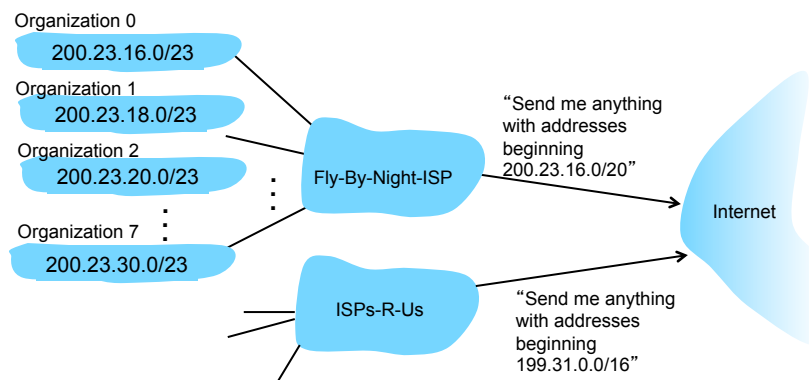 Organization 0
200.23.16.0/23
Organization 1
200.23.18.0/23
Organization 2
200.23.20.0/23
Organization 7
200.23.30.0/23
Fly-By-Night-ISP
“Send me anything
with addresses
beginning
200.23.16.0/20”
Internet
ISPs-R-Us
“Send me anything
with addresses
beginning
199.31.0.0/16”